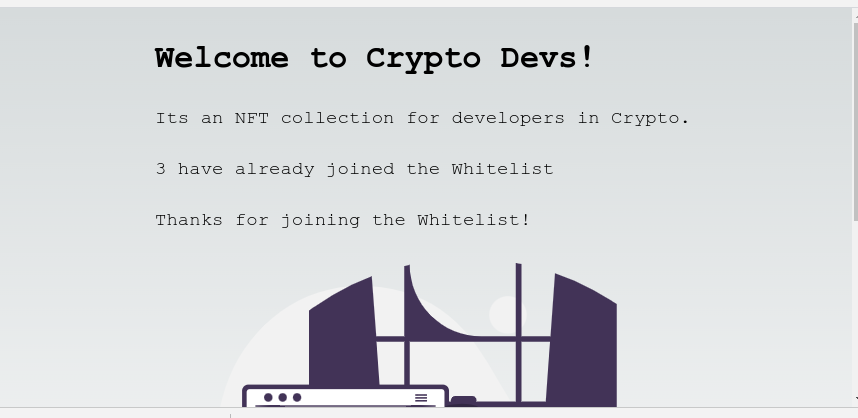 Welcome to Crypto Devs!
Its an NFT collection for developers in Crypto.
3 have already joined the Whitelist
Thanks for joining the Whitelist!